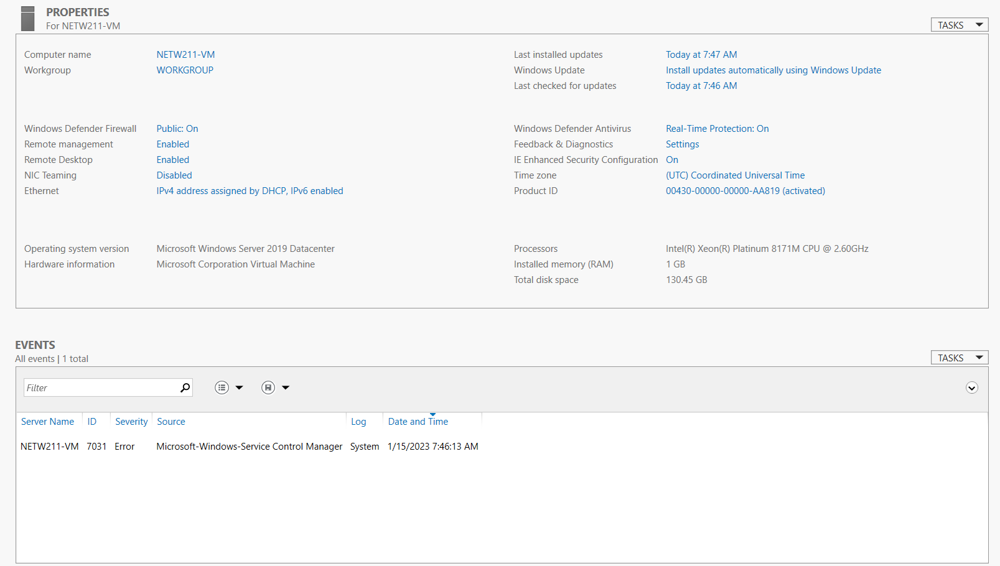 PROPERTIES
For NETW211-VM
TASKS
Computer name NETW211-VM
Workgroup WORKGROUP
Last installed updates Today at 7:47 AM
Windows Update Install updates automatically using Windows Update
Last checked for updates Today at 7:46 AM
Windows Defender Firewall Public: On
Remote management Enabled
Remote Desktop Enabled
NIC Teaming Disabled
Ethernet IPv4 address assigned by DHCP, IPv6 enabled
Windows Defender Antivirus Real-Time Protection: On
Feedback & Diagnostics Settings
IE Enhanced Security Configuration On
Time zone (UTC) Coordinated Universal Time
Product ID 00430-00000-00000-AA819 (activated)
Operating system version Microsoft Windows Server 2019 Datacenter
Hardware information Microsoft Corporation Virtual Machine
Processors Intel(R) Xeon(R) Platinum 8171M CPU @ 2.60GHz
Installed memory (RAM) 1 GB
Total disk space 130.45 GB
EVENTS
All events | 1 total
TASKS
Filter
Server Name ID Severity Source Log Date and Time
NETW211-VM 7031 Error Microsoft-Windows-Service Control Manager System 1/15/2023 7:46:13 AM